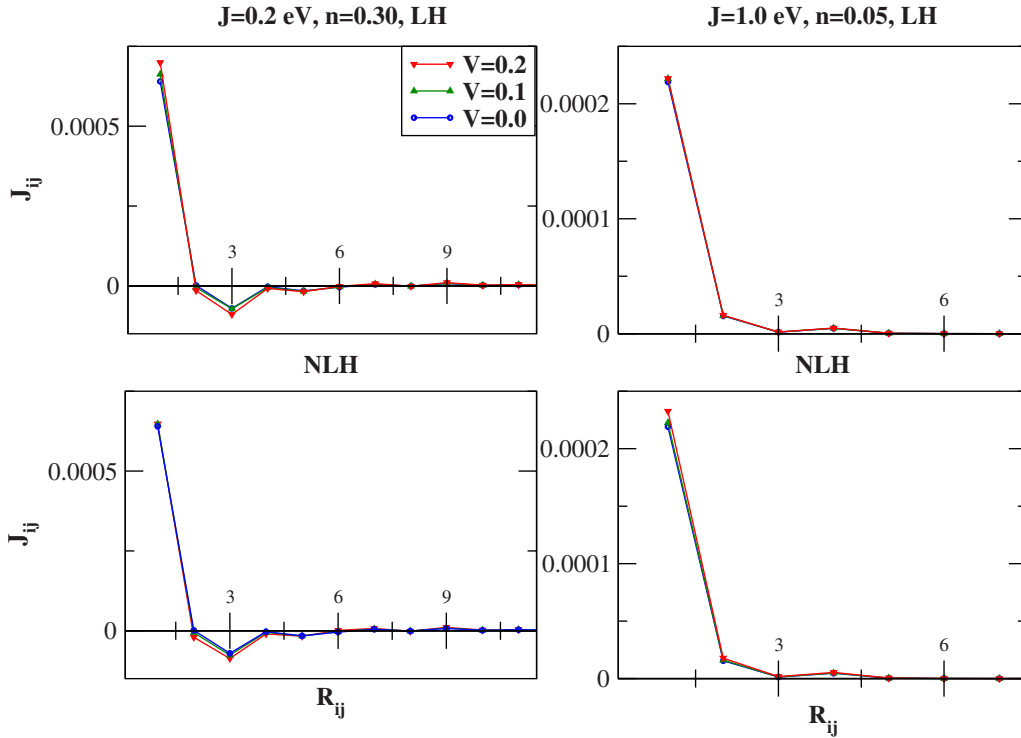 J=0.2 eV, n=0.30, LH
J=1.0 eV, n=0.05, LH
V=0.2
V=0.1
V=0.0
0.0005
0
J_ij
3
6
9
0.0002
0.0001
0
3
6
NLH
NLH
0.0005
0
J_ij
3
6
9
R_ij
0.0002
0.0001
0
3
6
R_ij